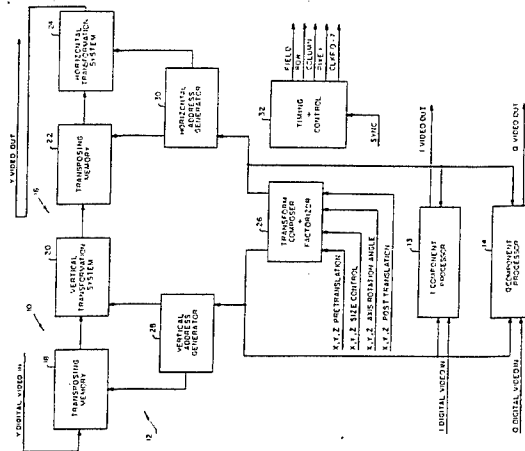 Y VIDEO OUT
24
HORIZONTAL
TRANSFORMATION
SYSTEM
22
TRANSPOSING
MEMORY
16
20
VERTICAL
TRANSFORMATION
SYSTEM
10
18
TRANSPOSING
MEMORY
Y DIGITAL VIDEO IN
12
30
HORIZONTAL
ADDRESS
GENERATOR
28
VERTICAL
ADDRESS
GENERATOR
FIELD
ROW
COLUMN
PIXEL
32
TIMING
+
CONTROL
SYNC
26
TRANSFORM
COMPOSER
+
FACTORIZER
X,Y,Z PRETRANSLATION
X,Y,Z SIZE CONTROL
X,Y,Z AXIS ROTATION ANGLE
X,Y,Z POST TRANSLATION
I VIDEO OUT
I COMPONENT
PROCESSOR
I DIGITAL VIDEO IN
Q VIDEO OUT
14
Q COMPONENT
PROCESSOR
Q DIGITAL VIDEO IN